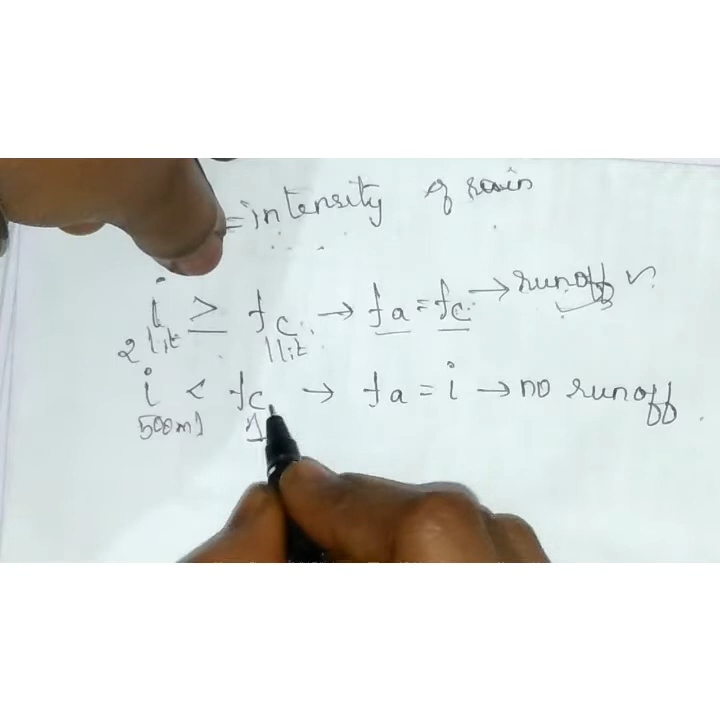 = intensity of rain
i ≥ fc → fa = fc → runoff
2 lit 1 lit
i < fc → fa = i → no runoff
500ml 1